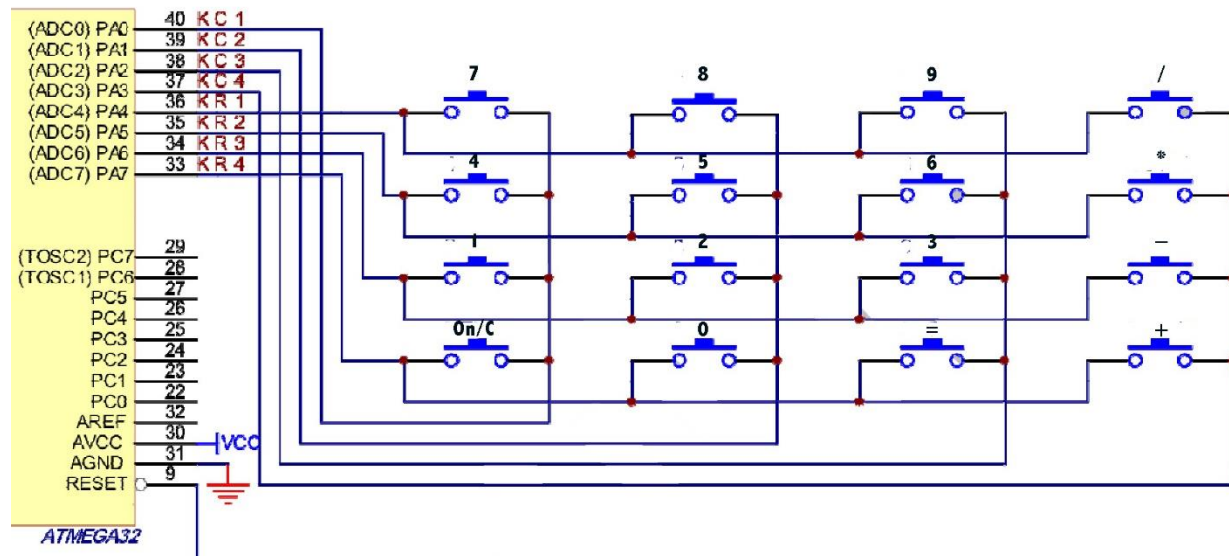 (ADC0) PA0 40 KC 1
(ADC1) PA1 39 KC 2
(ADC2) PA2 38 KC 3
(ADC3) PA3 37 KC 4
(ADC4) PA4 36 KR 1
(ADC5) PA5 35 KR 2
(ADC6) PA6 34 KR 3
(ADC7) PA7 33 KR 4
7 8 9 /
4 5 6 *
1 2 3 -
On/C 0 = +
(TOSC2) PC7 29
(TOSC1) PC6 28
PC5 27
PC4 26
PC3 25
PC2 24
PC1 23
PC0 22
AREF 32
AVCC 30 VCC
AGND 31
RESET 9
ATMEGA32